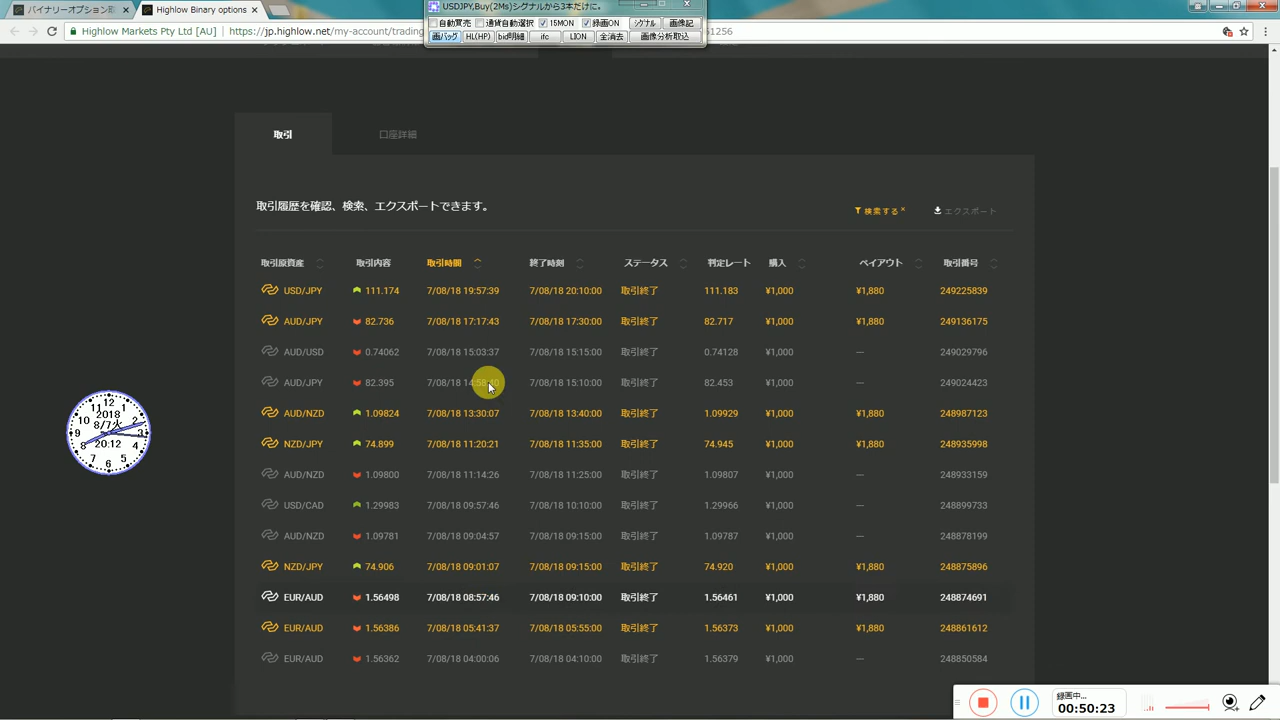 バイナリーオプション
Highlow Binary options
USDJPY,Buy(2Ms)シグナルから3本だけに。
自動売買 通貨自動選択 15MON 録画ON シグナル 画像記
画バッグ HL(HP) bid明細 ifc LION 全消去 画像分析取込
Highlow Markets Pty Ltd [AU] https://jp.highlow.net/my-account/trading 51256
取引 口座詳細
取引履歴を確認、検索、エクスポートできます。
検索する× エクスポート
取引原資産 取引内容 取引時間 終了時刻 ステータス 判定レート 購入 ペイアウト 取引番号
USD/JPY 111.174 7/08/18 19:57:39 7/08/18 20:10:00 取引終了 111.183 ¥1,000 ¥1,880 249225839
AUD/JPY 82.736 7/08/18 17:17:43 7/08/18 17:30:00 取引終了 82.717 ¥1,000 ¥1,880 249136175
AUD/USD 0.74062 7/08/18 15:03:37 7/08/18 15:15:00 取引終了 0.74128 ¥1,000 — 249029796
AUD/JPY 82.395 7/08/18 14:58:40 7/08/18 15:10:00 取引終了 82.453 ¥1,000 — 249024423
AUD/NZD 1.09824 7/08/18 13:30:07 7/08/18 13:40:00 取引終了 1.09929 ¥1,000 ¥1,880 248987123
NZD/JPY 74.899 7/08/18 11:20:21 7/08/18 11:35:00 取引終了 74.945 ¥1,000 ¥1,880 248935998
AUD/NZD 1.09800 7/08/18 11:14:26 7/08/18 11:25:00 取引終了 1.09807 ¥1,000 — 248933159
USD/CAD 1.29983 7/08/18 09:57:46 7/08/18 10:10:00 取引終了 1.29966 ¥1,000 — 248899733
AUD/NZD 1.09781 7/08/18 09:04:57 7/08/18 09:15:00 取引終了 1.09787 ¥1,000 — 248878199
NZD/JPY 74.906 7/08/18 09:01:07 7/08/18 09:15:00 取引終了 74.920 ¥1,000 ¥1,880 248875896
EUR/AUD 1.56498 7/08/18 08:57:46 7/08/18 09:10:00 取引終了 1.56461 ¥1,000 ¥1,880 248874691
EUR/AUD 1.56386 7/08/18 05:41:37 7/08/18 05:55:00 取引終了 1.56373 ¥1,000 ¥1,880 248861612
EUR/AUD 1.56362 7/08/18 04:00:06 7/08/18 04:10:00 取引終了 1.56379 ¥1,000 — 248850584
12
11 1
10 2
9 3
8 4
7 5
6
2018
8/7火
20:12
録画中...
00:50:23